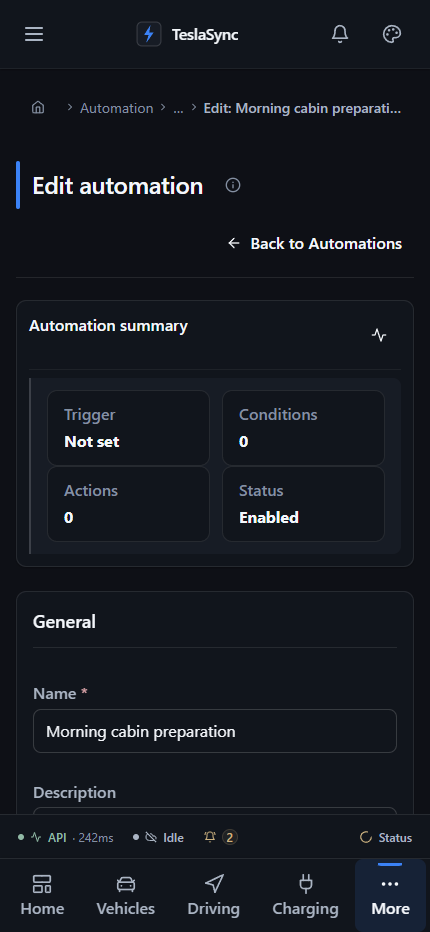 TeslaSync
Automation > ... > Edit: Morning cabin preparati...
Edit automation
← Back to Automations
Automation summary
Trigger
Not set
Conditions
0
Actions
0
Status
Enabled
General
Name *
Morning cabin preparation
Description
API · 242ms
Idle
2
Status
Home
Vehicles
Driving
Charging
More